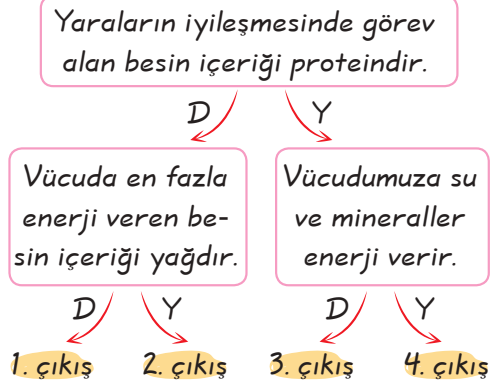 Yaraların iyileşmesinde görev
alan besin içeriği proteindir.
D Y
Vücuda en fazla
enerji veren be-
sin içeriği yağdır.
Vücudumuza su
ve mineraller
enerji verir.
D Y D Y
1. çıkış 2. çıkış 3. çıkış 4. çıkış